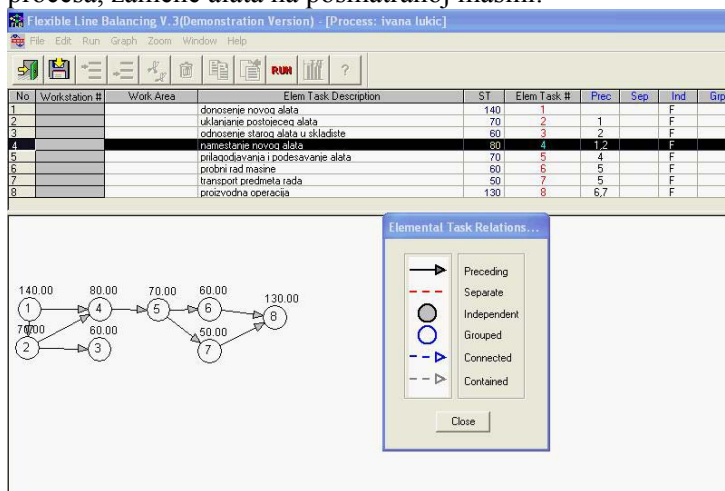 procesa, zamene alata na posmatranoj mašini.
Flexible Line Balancing V.3(Demonstration Version) - [Process: ivana lukic]
File Edit Run Graph Zoom Window Help
RUN ?
No Workstation # Work Area Elem Task Description ST Elem Task # Prec Sep Ind Grp
1 donosenje novog alata 140 1 F
2 uklanjanje postojeceg alata 70 2 1 F
3 odnosenje starog alata u skladiste 60 3 2 F
4 namestanje novog alata 80 4 1,2 F
5 prilagodjavanja i podesavanje alata 70 5 4 F
6 probni rad masine 60 6 5 F
7 transport predmeta rada 50 7 5 F
8 proizvodna operacija 130 8 6,7 F
Elemental Task Relations...
Preceding
Separate
Independent
Grouped
Connected
Contained
Close
140.00 80.00 70.00 60.00 130.00
1 4 5 6 8
60.00 50.00
2 3 7